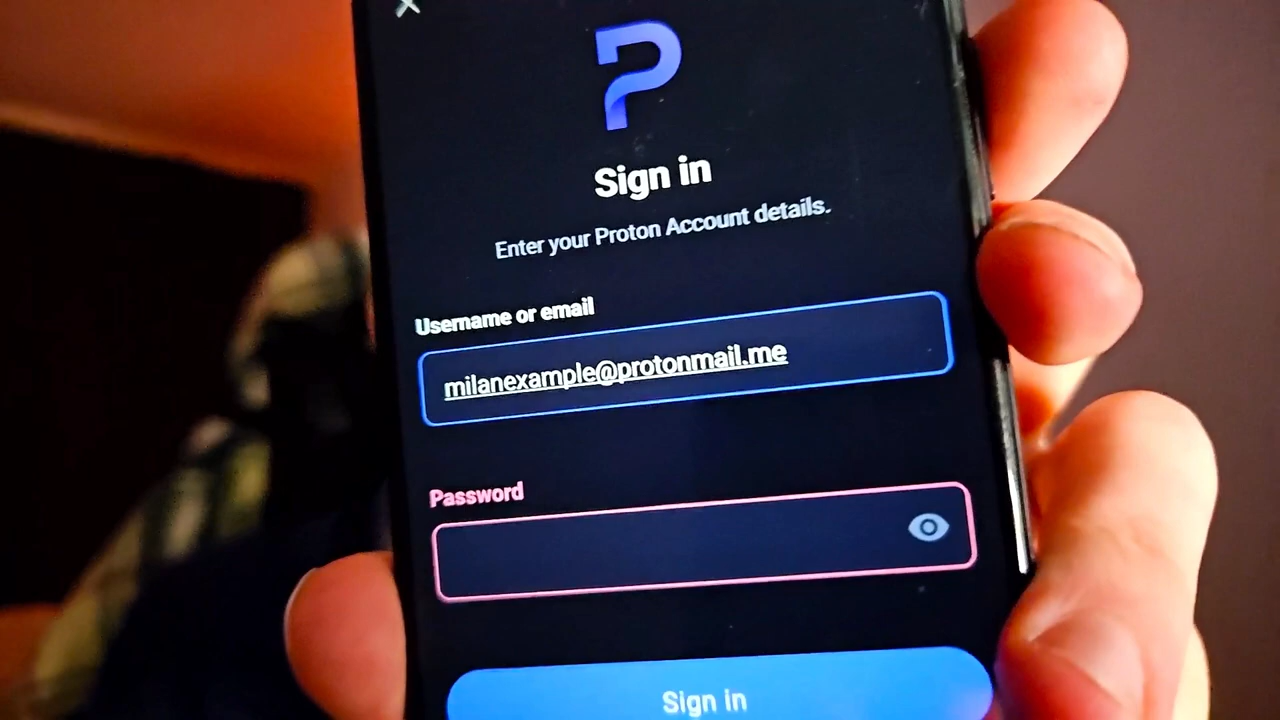 Sign in
Enter your Proton Account details.
Username or email
milanexample@protonmail.me
Password
Sign in